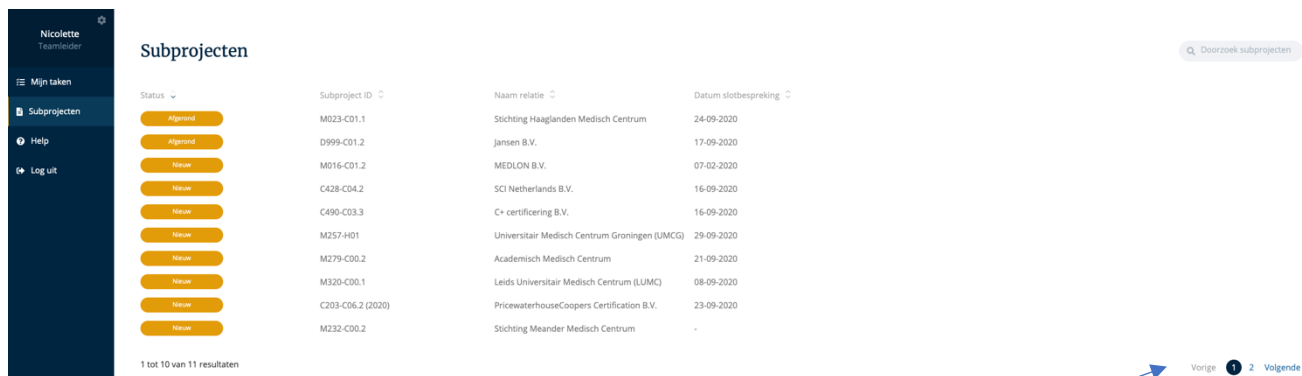 Nicolette
Teamleider
Mijn taken
Subprojecten
Help
Log uit
Subprojecten
Doorzoek subprojecten
Status Subproject ID Naam relatie Datum slotbespreking
Afgerond M023-C01.1 Stichting Haaglanden Medisch Centrum 24-09-2020
Afgerond D999-C01.2 Jansen B.V. 17-09-2020
Nieuw M016-C01.2 MEDLON B.V. 07-02-2020
Nieuw C428-C04.2 SCI Netherlands B.V. 16-09-2020
Nieuw C490-C03.3 C+ certificering B.V. 16-09-2020
Nieuw M257-H01 Universitair Medisch Centrum Groningen (UMCG) 29-09-2020
Nieuw M279-C00.2 Academisch Medisch Centrum 21-09-2020
Nieuw M320-C00.1 Leids Universitair Medisch Centrum (LUMC) 08-09-2020
Nieuw C203-C06.2 (2020) PricewaterhouseCoopers Certification B.V. 23-09-2020
Nieuw M232-C00.2 Stichting Meander Medisch Centrum -
1 tot 10 van 11 resultaten
Vorige 1 2 Volgende